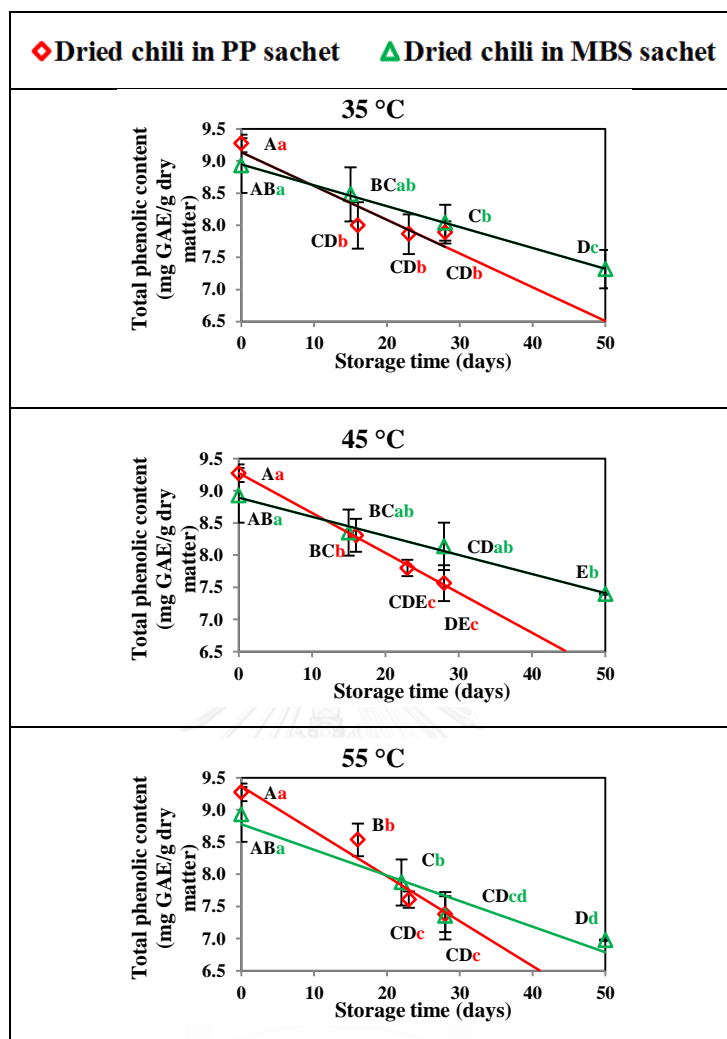 Dried chili in PP sachet Dried chili in MBS sachet
35 °C
Total phenolic content
(mg GAE/g dry
matter)
9.5
9.0
8.5
8.0
7.5
7.0
6.5
Aa
ABa
BCab
CDb
CDb
Cb
CDb
Dc
0 10 20 30 40 50
Storage time (days)
45 °C
Total phenolic content
(mg GAE/g dry
matter)
9.5
9.0
8.5
8.0
7.5
7.0
6.5
Aa
ABa
BCab
BCb
CDab
CDEc
DEc
Eb
0 10 20 30 40 50
Storage time (days)
55 °C
Total phenolic content
(mg GAE/g dry
matter)
9.5
9.0
8.5
8.0
7.5
7.0
6.5
Aa
ABa
Bb
Cb
CDcd
CDc
CDc
Dd
0 10 20 30 40 50
Storage time (days)